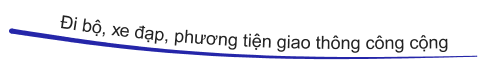 Đi bộ, xe đạp, phương tiện giao thông công cộng